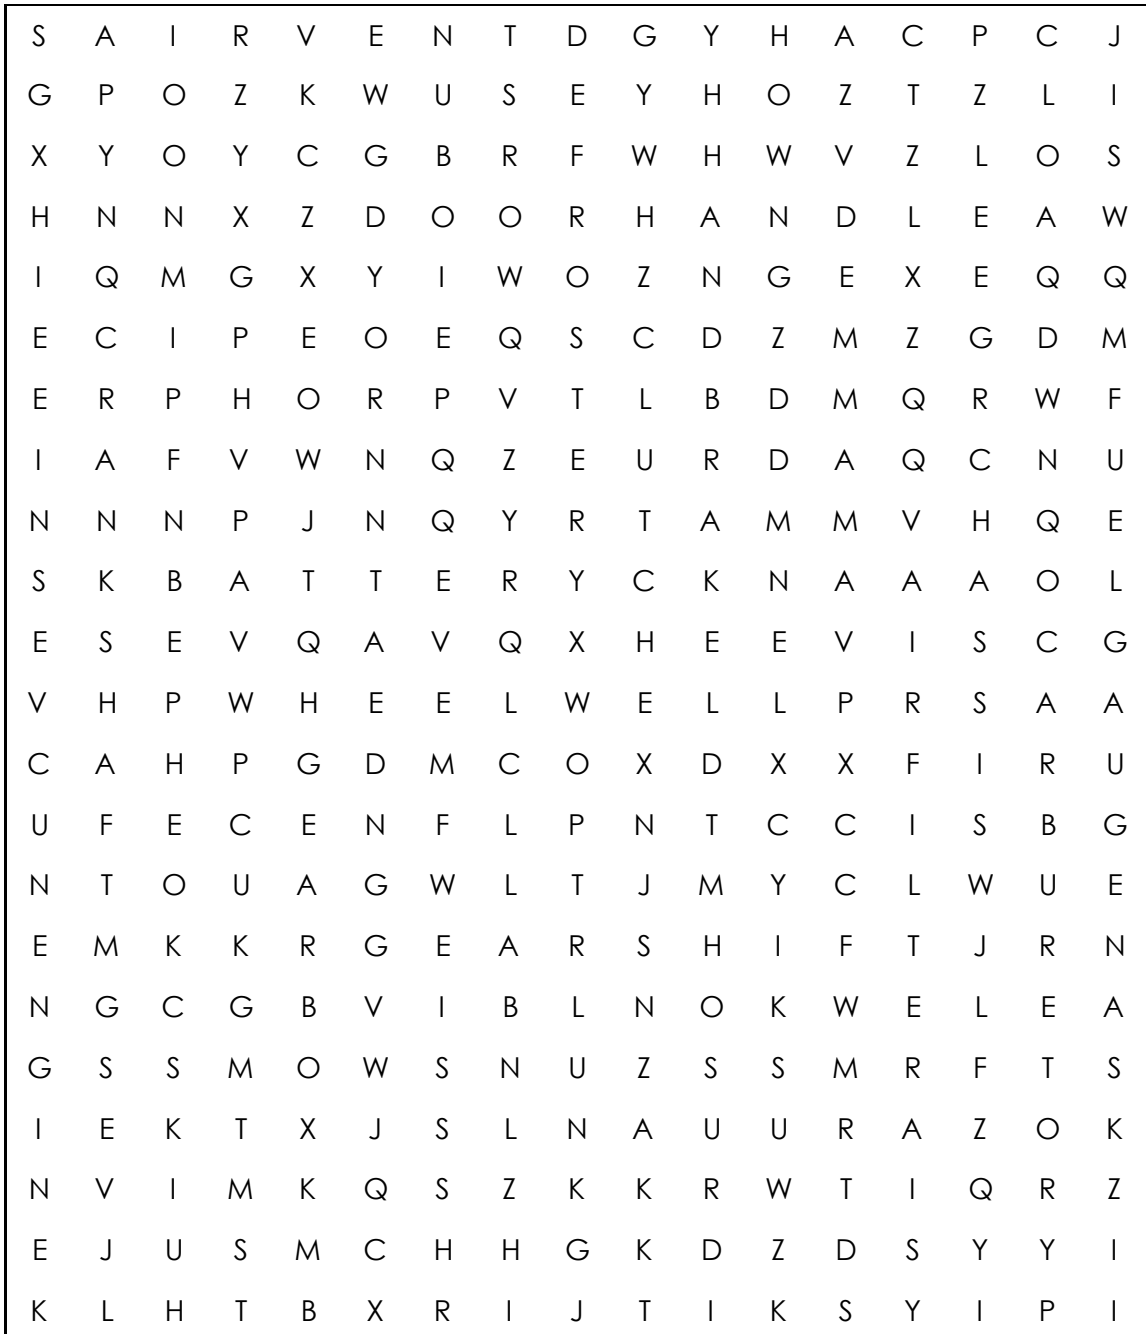 S A I R V E N T D G Y H A C P C J
G P O Z K W U S E Y H O Z T Z L I
X Y O Y C G B R F W H W V Z L O S
H N N X Z D O O R H A N D L E A W
I Q M G X Y I W O Z N G E X E Q Q
E C I P E O E Q S C D Z M Z G D M
E R P H O R P V T L B D M Q R W F
I A F V W N Q Z E U R D A Q C N U
N N N P J N Q Y R T A M M V H Q E
S K B A T T E R Y C K N A A A O L
E S E V Q A V Q X H E E V I S C G
V H P W H E E L W E L L P R S A A
C A H P G D M C O X D X X F I R U
U F E C E N F L P N T C C I S B G
N T O U A G W L T J M Y C L W U E
E M K K R G E A R S H I F T J R N
N G C G B V I B L N O K W E L E A
G S S M O W S N U Z S S M R F T S
I E K T X J S L N A U U R A Z O K
N V I M K Q S Z K K R W T I Q R Z
E J U S M C H H G K D Z D S Y Y I
K L H T B X R I J T I K S Y I P I